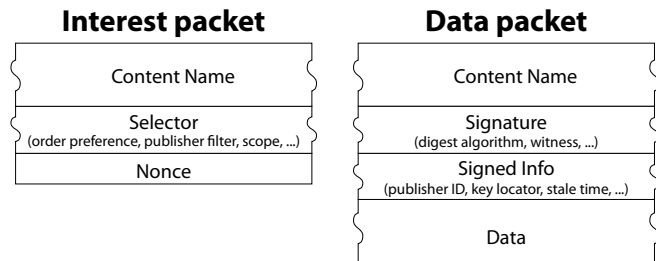 Interest packet
Content Name
Selector
(order preference, publisher filter, scope, ...)
Nonce
Data packet
Content Name
Signature
(digest algorithm, witness, ...)
Signed Info
(publisher ID, key locator, stale time, ...)
Data